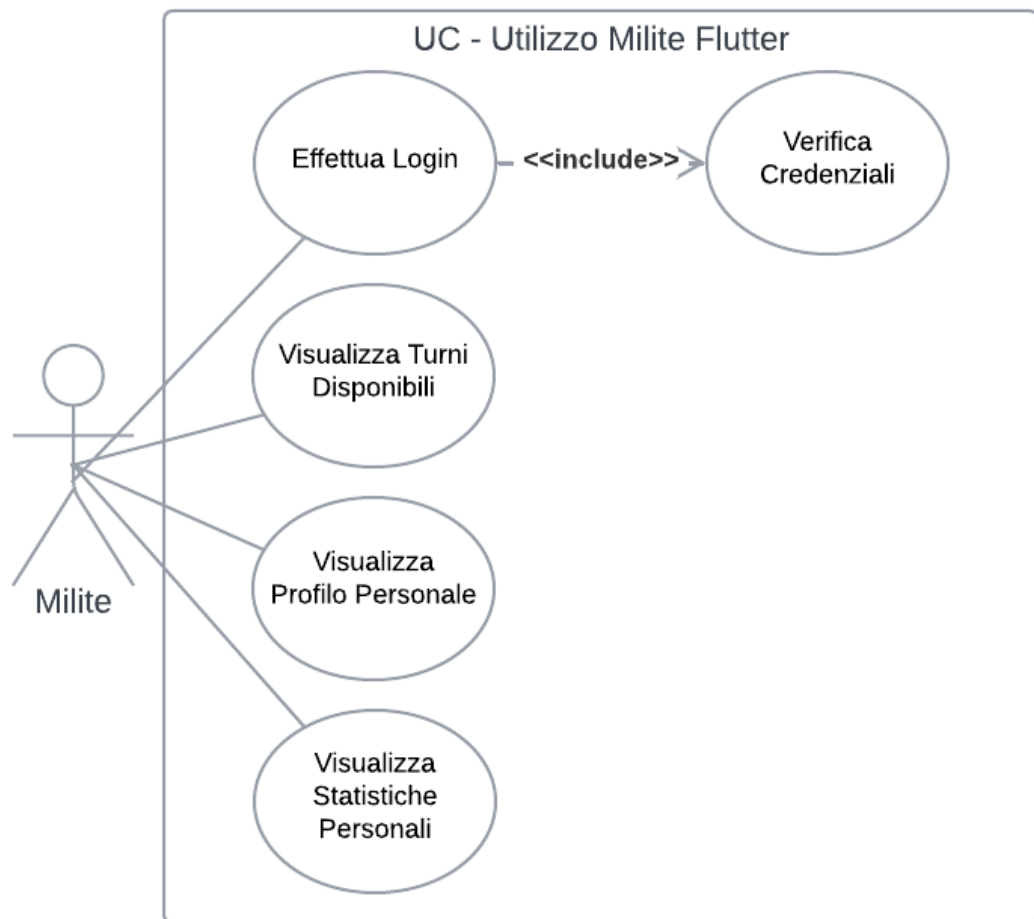 UC - Utilizzo Milite Flutter
Effettua Login
<<include>>
Verifica
Credenziali
Visualizza Turni
Disponibili
Visualizza
Profilo Personale
Milite
Visualizza
Statistiche
Personali